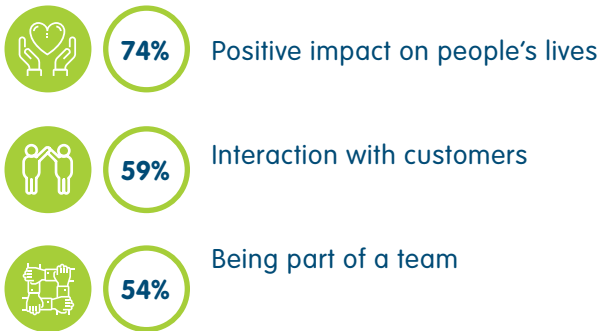 74%
Positive impact on people’s lives
59%
Interaction with customers
54%
Being part of a team